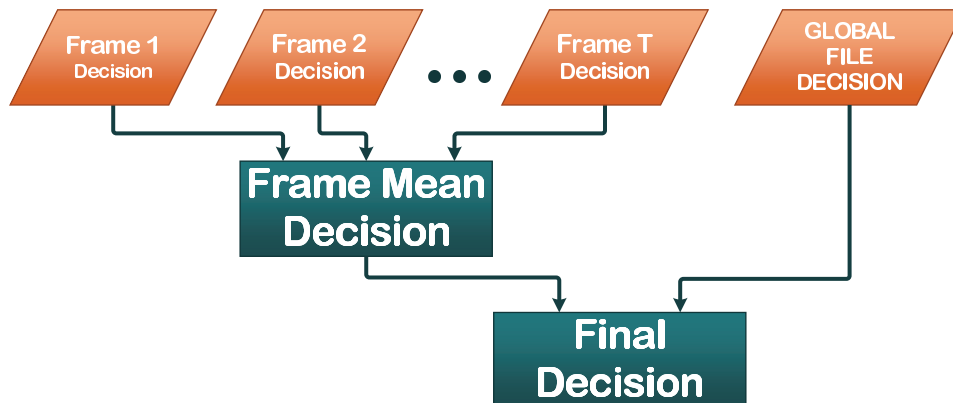 Frame 1
Decision
Frame 2
Decision
Frame T
Decision
GLOBAL
FILE
DECISION
Frame Mean
Decision
Final
Decision